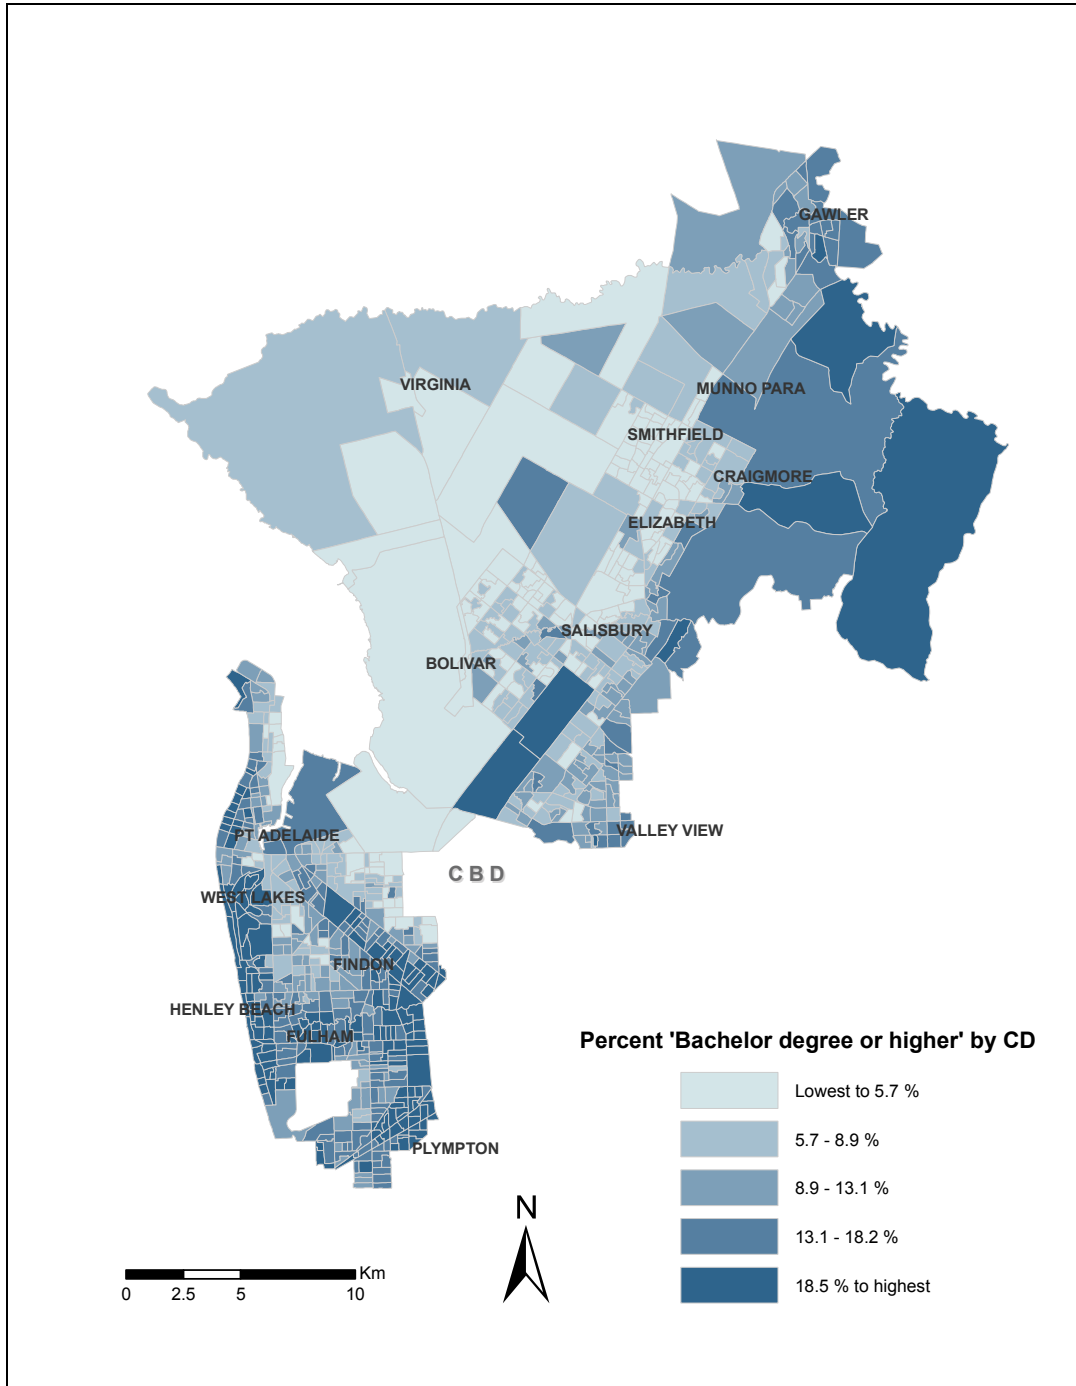 GAWLER
VIRGINIA
MUNNO PARA
SMITHFIELD
CRAIGMORE
ELIZABETH
SALISBURY
BOLIVAR
VALLEY VIEW
PT ADELAIDE
CBD
WEST LAKES
FINDON
HENLEY BEACH
FULHAM
PLYMPTON
Percent 'Bachelor degree or higher' by CD
Lowest to 5.7 %
5.7 - 8.9 %
8.9 - 13.1 %
13.1 - 18.2 %
18.5 % to highest
N
Km
0 2.5 5 10